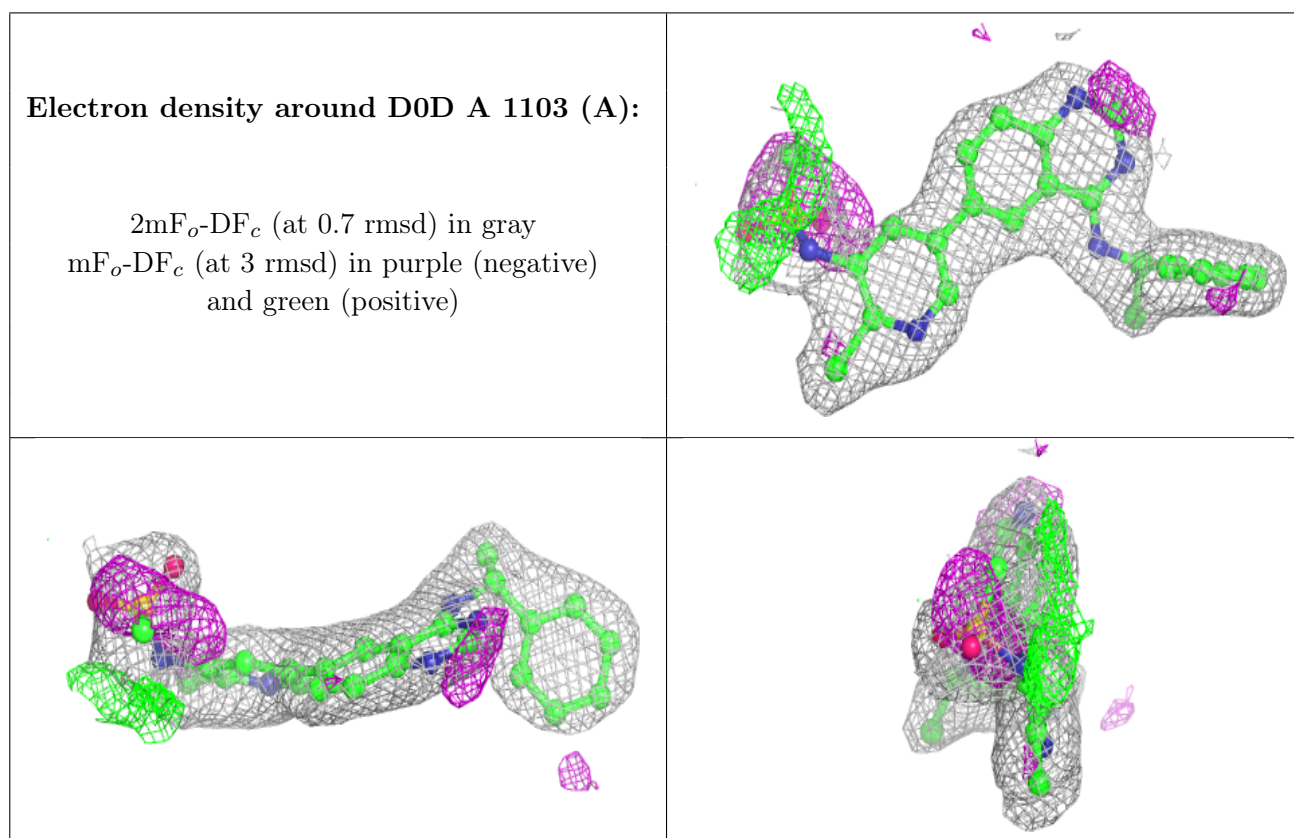 Electron density around D0D A 1103 (A):
2mFo-DFc (at 0.7 rmsd) in gray
mFo-DFc (at 3 rmsd) in purple (negative)
and green (positive)